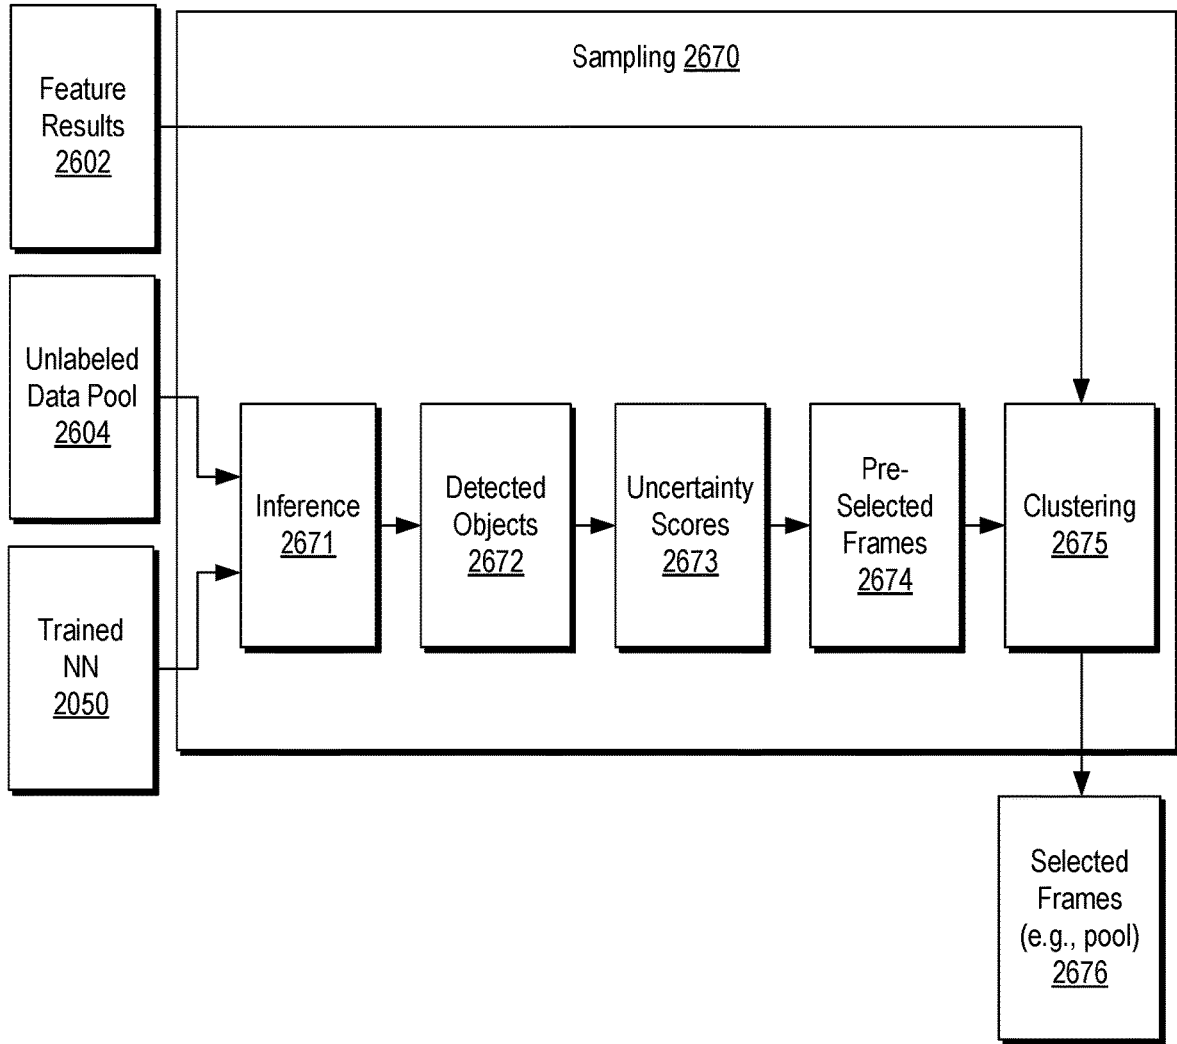 Sampling 2670
Feature
Results
2602
Unlabeled
Data Pool
2604
Trained
NN
2050
Inference
2671
Detected
Objects
2672
Uncertainty
Scores
2673
Pre-
Selected
Frames
2674
Clustering
2675
Selected
Frames
(e.g., pool)
2676